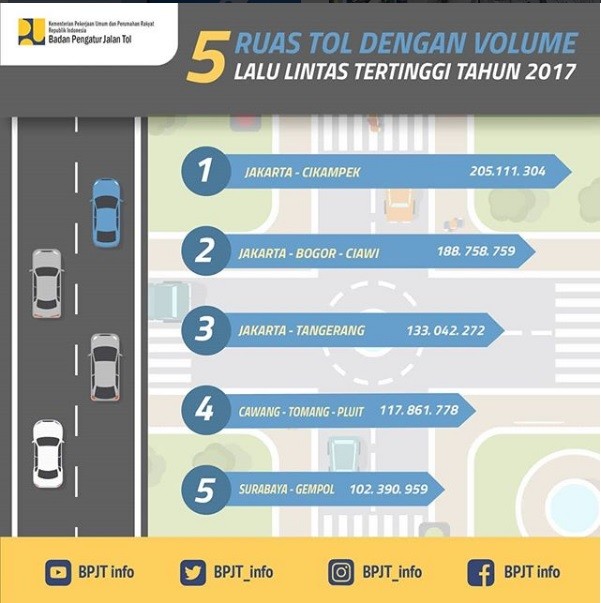 Kementerian Pekerjaan Umum dan Perumahan Rakyat
Republik Indonesia
Badan Pengatur Jalan Tol
5 RUAS TOL DENGAN VOLUME
LALU LINTAS TERTINGGI TAHUN 2017
1 JAKARTA - CIKAMPEK 205.111.304
2 JAKARTA - BOGOR - CIAWI 188.758.759
3 JAKARTA - TANGERANG 133.042.272
4 CAWANG - TOMANG - PLUIT 117.861.778
5 SURABAYA - GEMPOL 102.390.959
BPJT info BPJT_info BPJT_info BPJT info